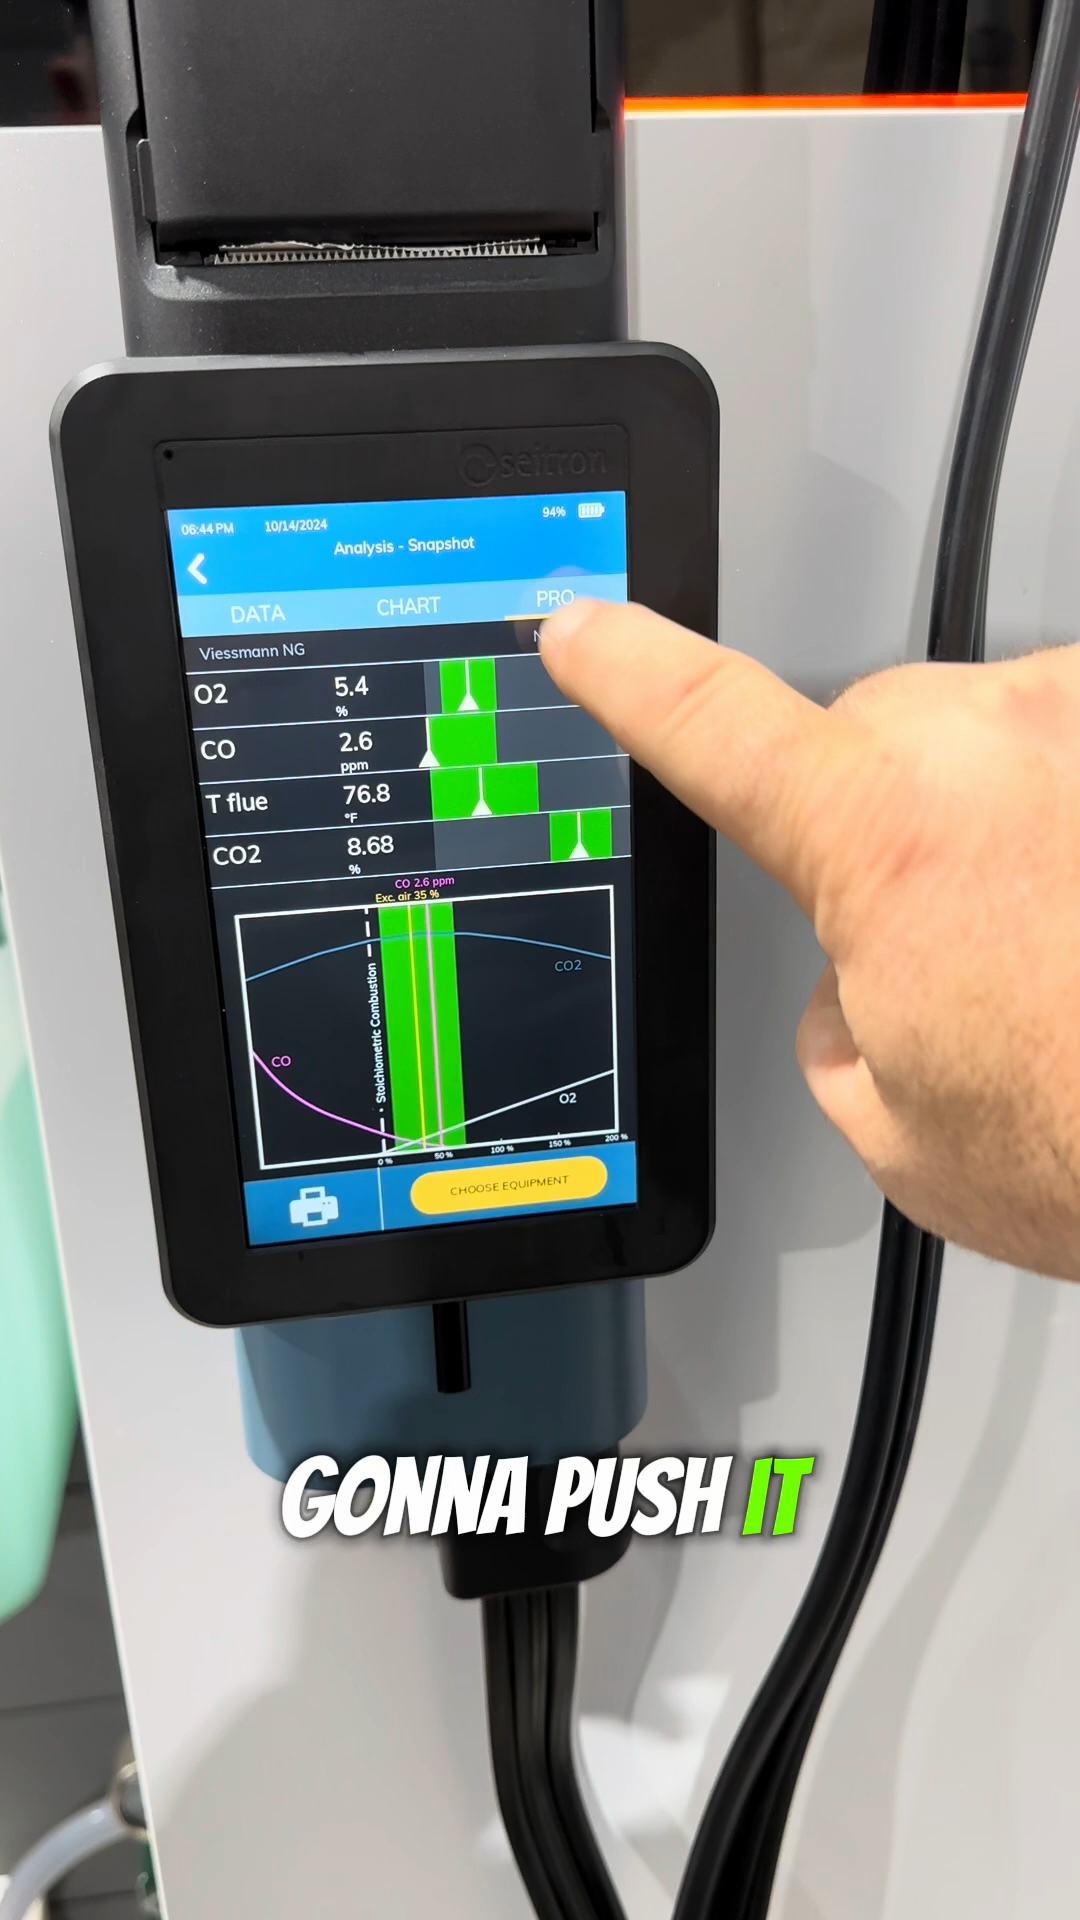 seitron
06:44 PM 10/14/2024 94%
Analysis - Snapshot
DATA CHART PRO
Viessmann NG
O2 5.4 %
CO 2.6 ppm
T flue 76.8 °F
CO2 8.68 %
CO 2.6 ppm
Exc. air 35 %
Stoichiometric Combustion
CO2
CO
O2
0 % 50 % 100 % 150 % 200 %
CHOOSE EQUIPMENT
GONNA PUSH IT